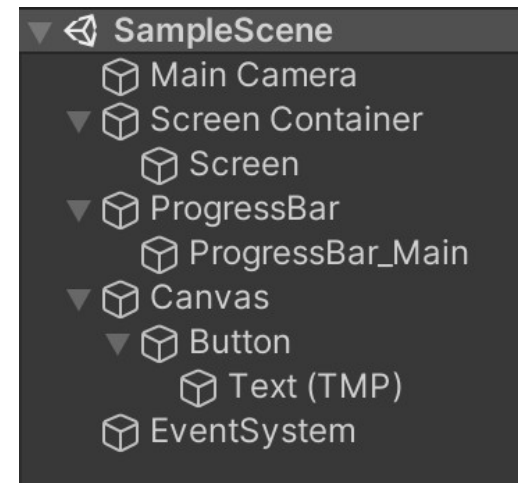 SampleScene
Main Camera
Screen Container
Screen
ProgressBar
ProgressBar_Main
Canvas
Button
Text (TMP)
EventSystem